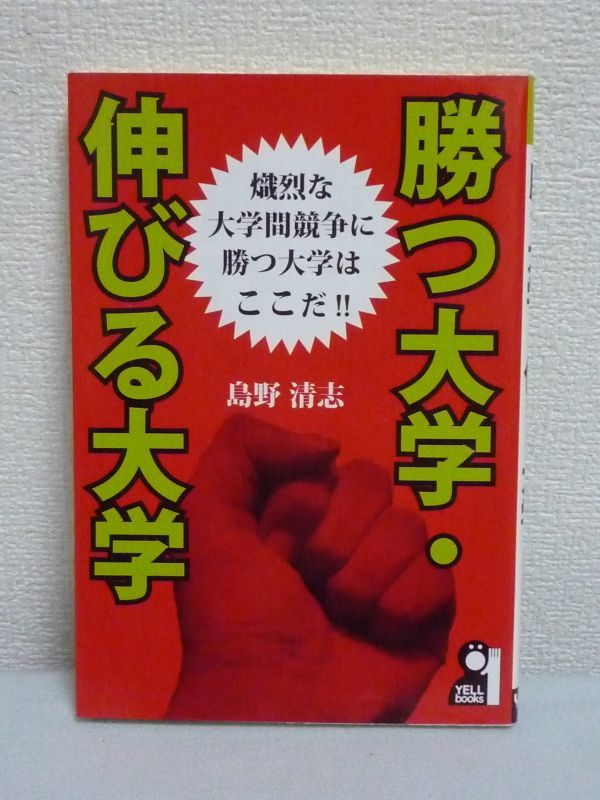 勝つ大学・
伸びる大学
熾烈な
大学間競争に
勝つ大学は
ここだ!!
島野 清志
YELL
books